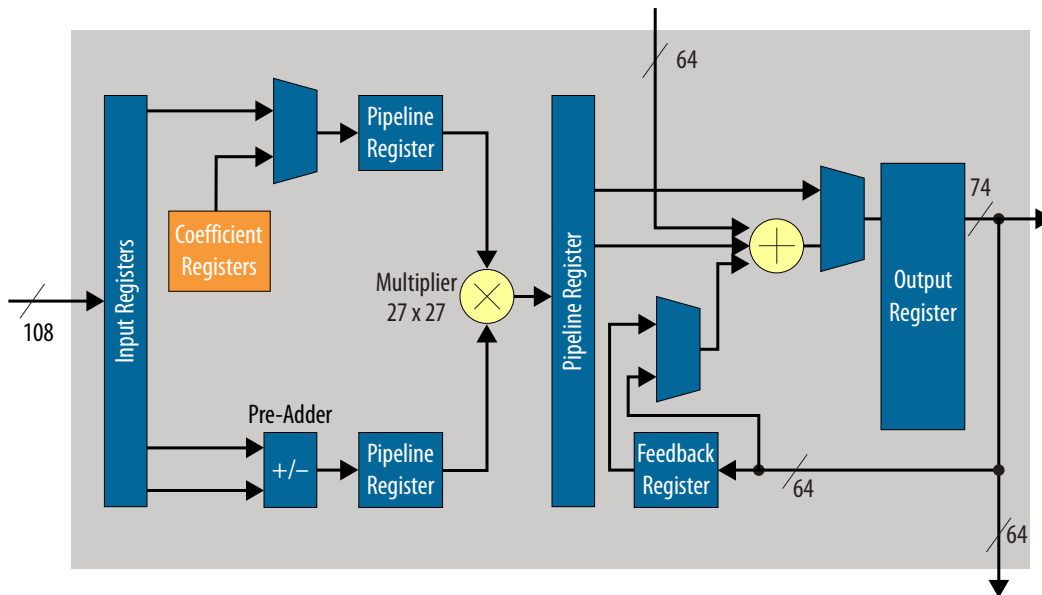 64
Pipeline
Register
Coefficient
Registers
Input Registers
108
Multiplier
27 x 27
Pre-Adder
+/–
Pipeline
Register
Pipeline Register
74
Output
Register
Feedback
Register
64
64